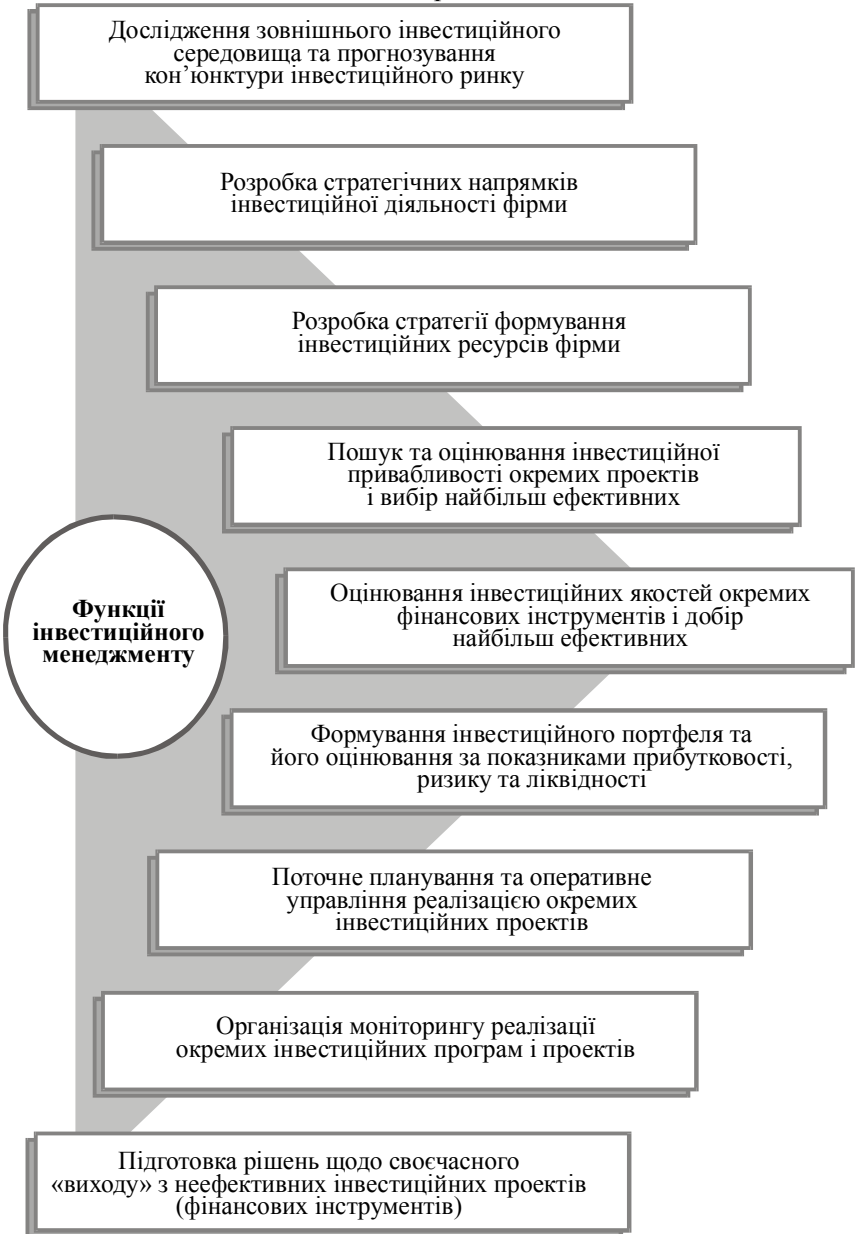 Дослідження зовнішнього інвестиційного
середовища та прогнозування
кон’юнктури інвестиційного ринку
Розробка стратегічних напрямків
інвестиційної діяльності фірми
Розробка стратегії формування
інвестиційних ресурсів фірми
Пошук та оцінювання інвестиційної
привабливості окремих проектів
і вибір найбільш ефективних
Функції
інвестиційного
менеджменту
Оцінювання інвестиційних якостей окремих
фінансових інструментів і добір
найбільш ефективних
Формування інвестиційного портфеля та
його оцінювання за показниками прибутковості,
ризику та ліквідності
Поточне планування та оперативне
управління реалізацією окремих
інвестиційних проектів
Організація моніторингу реалізації
окремих інвестиційних програм і проектів
Підготовка рішень щодо своєчасного
«виходу» з неефективних інвестиційних проектів
(фінансових інструментів)